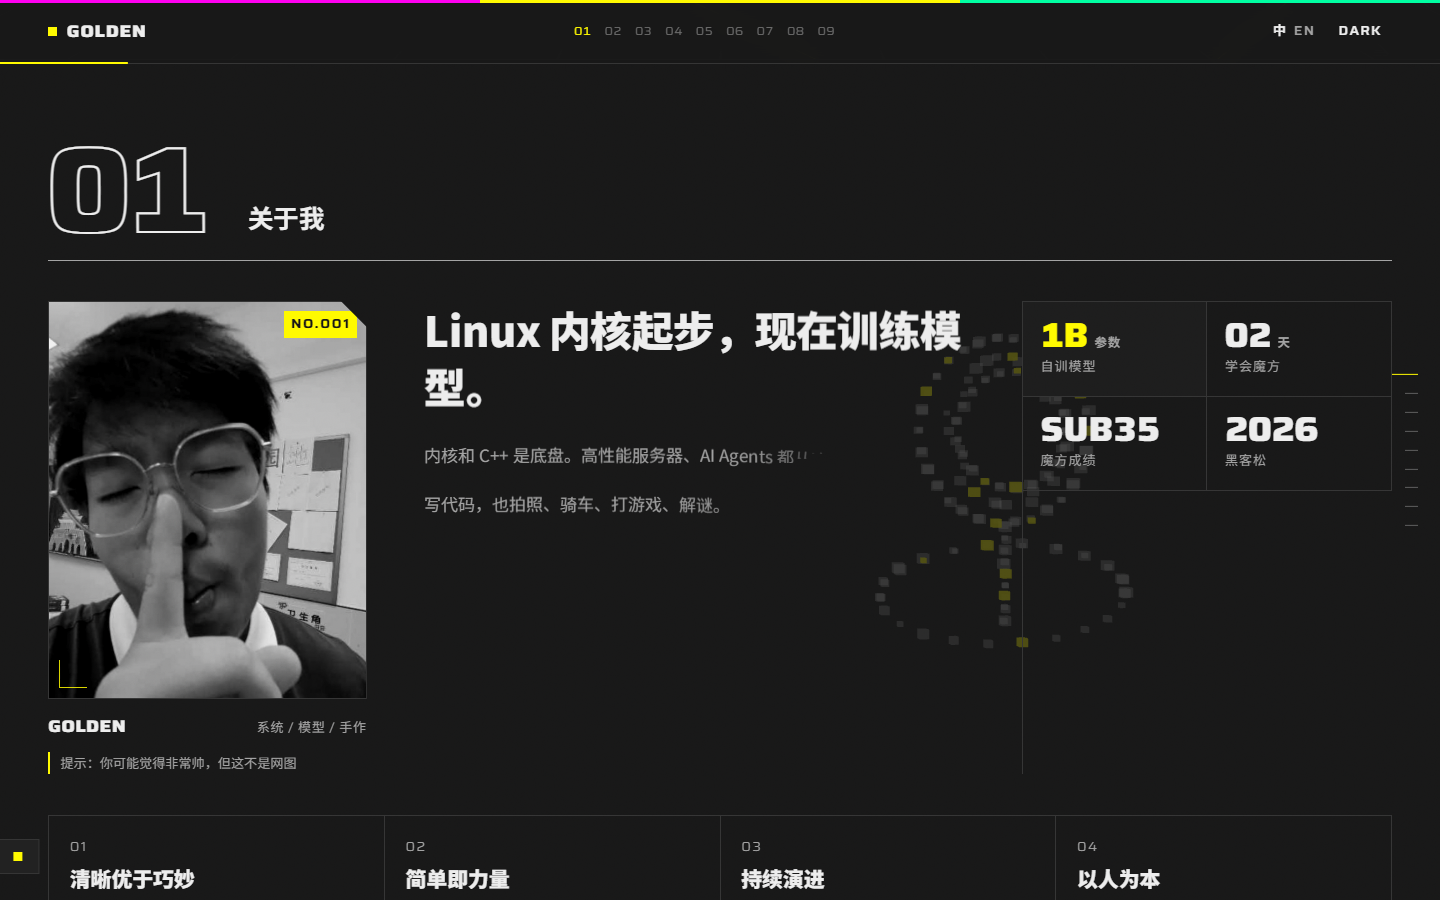 GOLDEN
01 02 03 04 05 06 07 08 09
中 EN DARK
01
关于我
NO.001
卫生角
GOLDEN
系统 / 模型 / 手作
提示：你可能觉得非常帅，但这不是网图
Linux 内核起步，现在训练模
型。
内核和 C++ 是底盘。高性能服务器、AI Agents 都
写代码，也拍照、骑车、打游戏、解谜。
1B 参数
自训模型
02 天
学会魔方
SUB35
魔方成绩
2026
黑客松
01
清晰优于巧妙
02
简单即力量
03
持续演进
04
以人为本